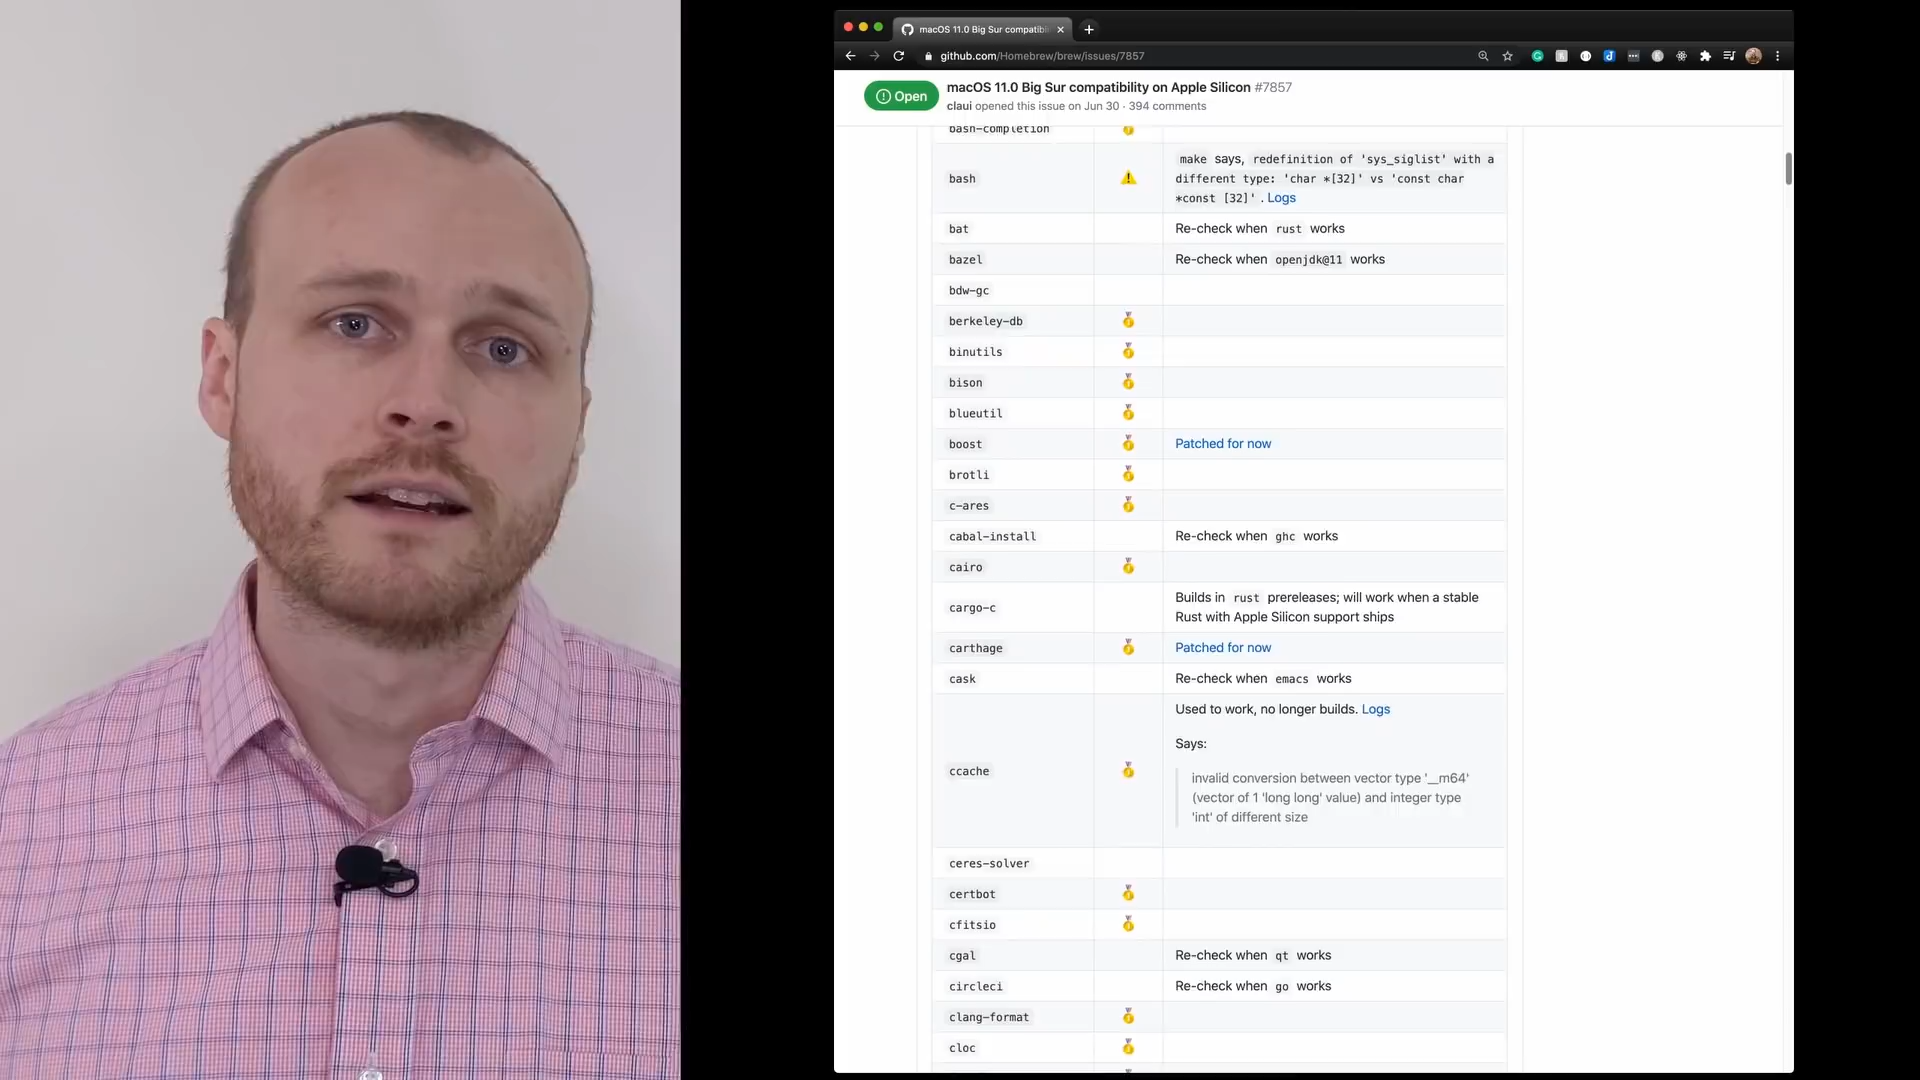 macOS 11.0 Big Sur compatibili
github.com/Homebrew/brew/issues/7857
Open
macOS 11.0 Big Sur compatibility on Apple Silicon #7857
claui opened this issue on Jun 30 · 394 comments
bash-completion
bash
make says, redefinition of 'sys_siglist' with a
different type: 'char *[32]' vs 'const char
*const [32]' . Logs
bat Re-check when rust works
bazel Re-check when openjdk@11 works
bdw-gc
berkeley-db
binutils
bison
blueutil
boost Patched for now
brotli
c-ares
cabal-install Re-check when ghc works
cairo
cargo-c
Builds in rust prereleases; will work when a stable
Rust with Apple Silicon support ships
carthage Patched for now
cask Re-check when emacs works
ccache
Used to work, no longer builds. Logs
Says:
invalid conversion between vector type '__m64'
(vector of 1 'long long' value) and integer type
'int' of different size
ceres-solver
certbot
cfitsio
cgal Re-check when qt works
circleci Re-check when go works
clang-format
cloc